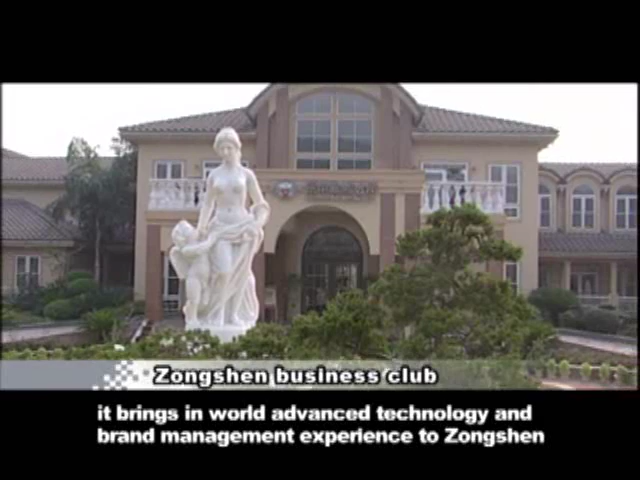 Zongshen business club
it brings in world advanced technology and
brand management experience to Zongshen